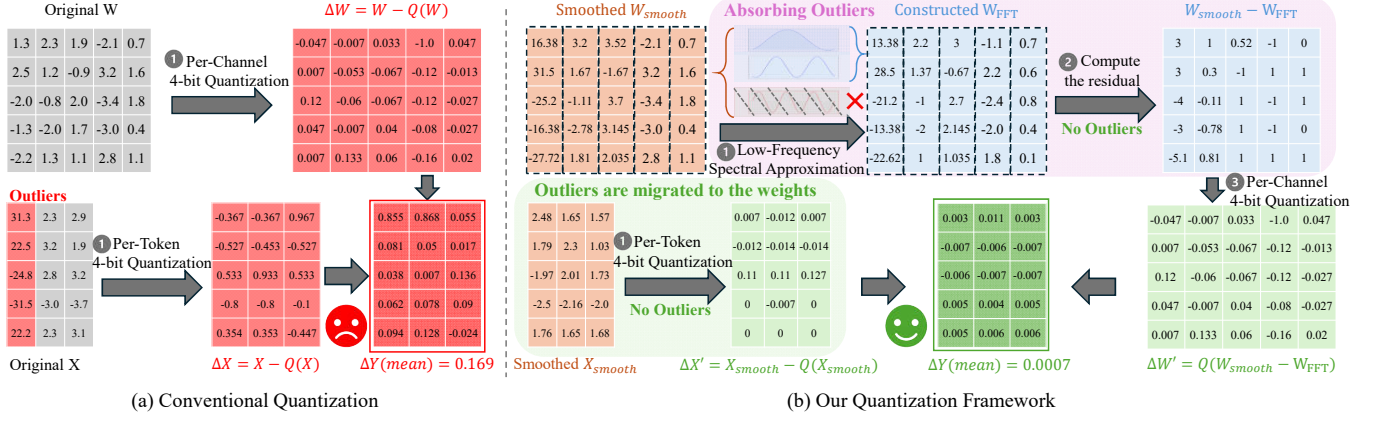 Original W
1.3 2.3 1.9 -2.1 0.7
2.5 1.2 -0.9 3.2 1.6
-2.0 -0.8 2.0 -3.4 1.8
-1.3 -2.0 1.7 -3.0 0.4
-2.2 1.3 1.1 2.8 1.1
1 Per-Channel
4-bit Quantization
ΔW = W − Q(W)
-0.047 -0.007 0.033 -1.0 0.047
0.007 -0.053 -0.067 -0.12 -0.013
0.12 -0.06 -0.067 -0.12 -0.027
0.047 -0.007 0.04 -0.08 -0.027
0.007 0.133 0.06 -0.16 0.02
Outliers
31.3 2.3 2.9
22.5 3.2 1.9
-24.8 2.8 3.2
-31.5 -3.0 -3.7
22.2 2.3 3.1
Original X
1 Per-Token
4-bit Quantization
-0.367 -0.367 0.967
-0.527 -0.453 -0.527
0.533 0.933 0.533
-0.8 -0.8 -0.1
0.354 0.353 -0.447
ΔX = X − Q(X)
0.855 0.868 0.055
0.081 0.05 0.017
0.038 0.007 0.136
0.062 0.078 0.09
0.094 0.128 -0.024
ΔY(mean) = 0.169
(a) Conventional Quantization
Smoothed W_smooth
16.38 3.2 3.52 -2.1 0.7
31.5 1.67 -1.67 3.2 1.6
-25.2 -1.11 3.7 -3.4 1.8
-16.38 -2.78 3.145 -3.0 0.4
-27.72 1.81 2.035 2.8 1.1
Absorbing Outliers
1 Low-Frequency
Spectral Approximation
Constructed W_FFT
13.38 2.2 3 -1.1 0.7
28.5 1.37 -0.67 2.2 0.6
-21.2 -1 2.7 -2.4 0.8
-13.38 -2 2.145 -2.0 0.4
-22.62 1 1.035 1.8 0.1
2 Compute
the residual
No Outliers
W_smooth − W_FFT
3 1 0.52 -1 0
3 0.3 -1 1 1
-4 -0.11 1 -1 1
-3 -0.78 1 -1 0
-5.1 0.81 1 1 1
3 Per-Channel
4-bit Quantization
Outliers are migrated to the weights
2.48 1.65 1.57
1.79 2.3 1.03
-1.97 2.01 1.73
-2.5 -2.16 -2.0
1.76 1.65 1.68
Smoothed X_smooth
1 Per-Token
4-bit Quantization
No Outliers
0.007 -0.012 0.007
-0.012 -0.014 -0.014
0.11 0.11 0.127
0 -0.007 0
0 0 0
ΔX′ = X_smooth − Q(X_smooth)
0.003 0.011 0.003
-0.007 -0.006 -0.007
-0.006 -0.007 -0.007
0.005 0.004 0.005
0.005 0.006 0.006
ΔY(mean) = 0.0007
-0.047 -0.007 0.033 -1.0 0.047
0.007 -0.053 -0.067 -0.12 -0.013
0.12 -0.06 -0.067 -0.12 -0.027
0.047 -0.007 0.04 -0.08 -0.027
0.007 0.133 0.06 -0.16 0.02
ΔW′ = Q(W_smooth − W_FFT)
(b) Our Quantization Framework